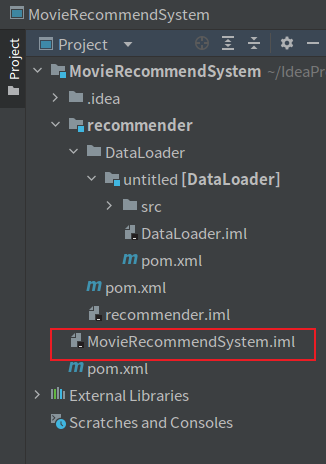 MovieRecommendSystem
Project
Project
MovieRecommendSystem ~/IdeaPr
.idea
recommender
DataLoader
untitled [DataLoader]
src
DataLoader.iml
pom.xml
pom.xml
recommender.iml
MovieRecommendSystem.iml
pom.xml
External Libraries
Scratches and Consoles